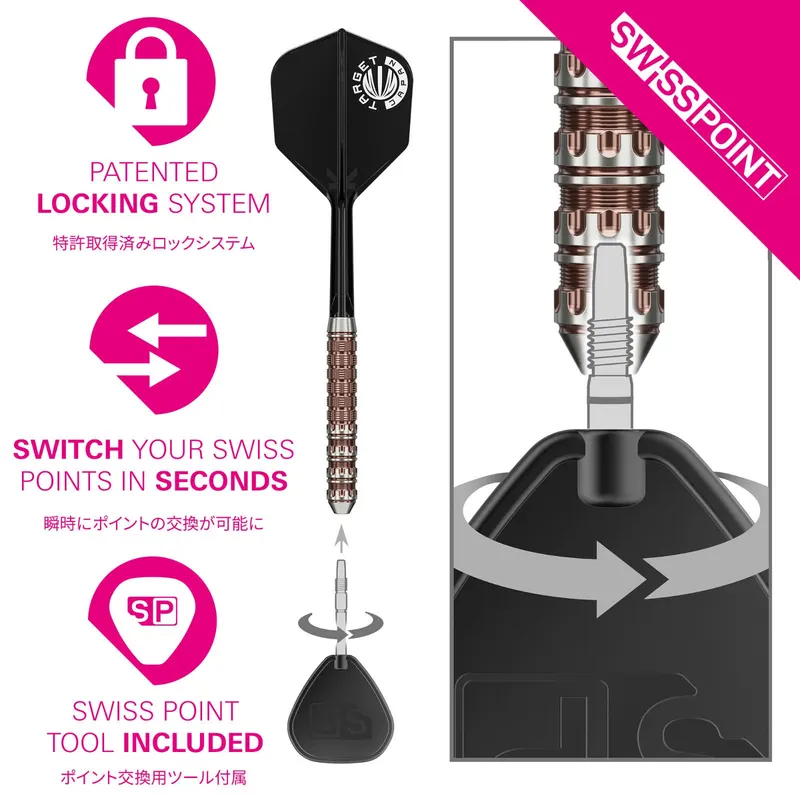 PATENTED
LOCKING SYSTEM
特許取得済みロックシステム
SWITCH YOUR SWISS
POINTS IN SECONDS
瞬時にポイントの交換が可能に
SP
SWISS POINT
TOOL INCLUDED
ポイント交換用ツール付属
TARGET
JAPAN
SWISSPOINT